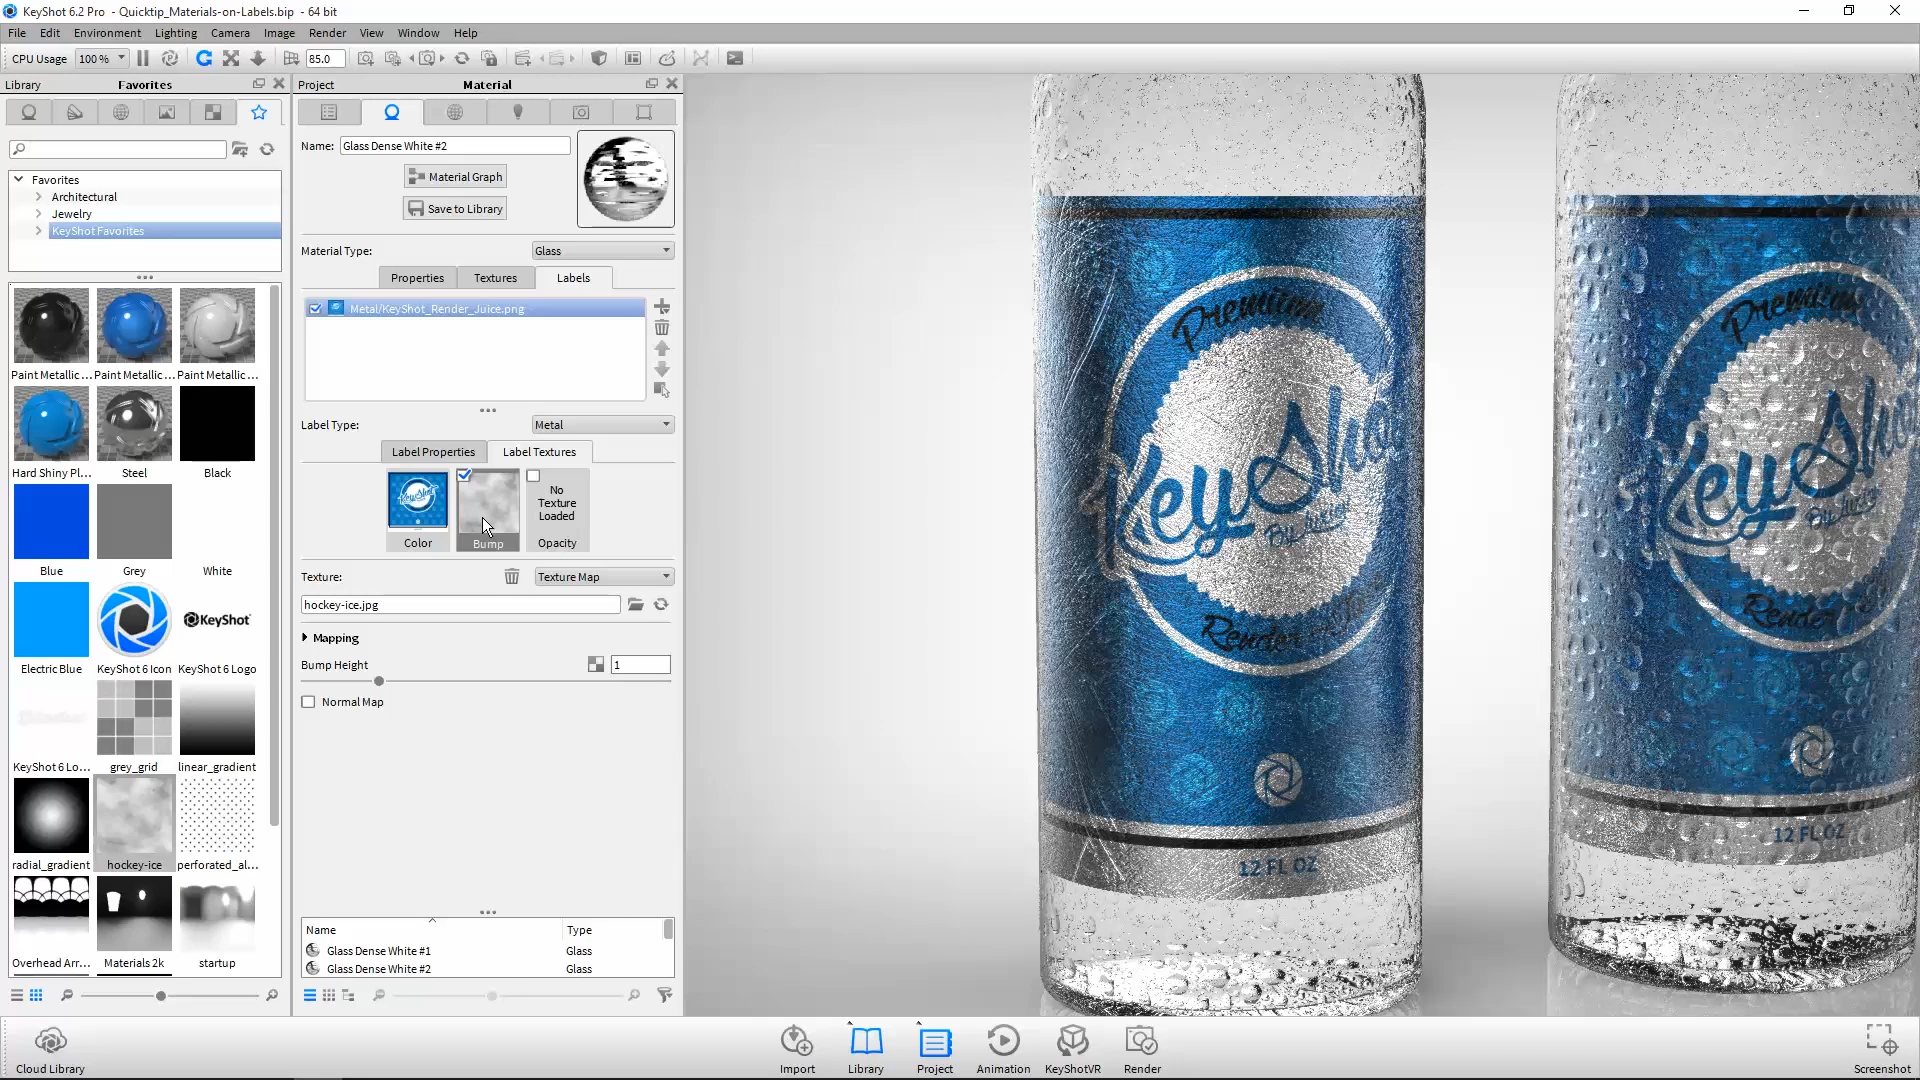 KeyShot 6.2 Pro - Quicktip_Materials-on-Labels.bip - 64 bit
File Edit Environment Lighting Camera Image Render View Window Help
CPU Usage 100 % 85.0
Library Favorites
Project Material
Name: Glass Dense White #2
Material Graph
Save to Library
Favorites
Architectural
Jewelry
KeyShot Favorites
Material Type: Glass
Properties Textures Labels
Metal/KeyShot_Render_Juice.png
Label Type: Metal
Label Properties Label Textures
No Texture Loaded
Color Bump Opacity
Texture: Texture Map
hockey-ice.jpg
Mapping
Bump Height 1
Normal Map
Paint Metallic... Paint Metallic... Paint Metallic...
Hard Shiny Pl... Steel Black
Blue Grey White
KeyShot
Electric Blue KeyShot 6 Icon KeyShot 6 Logo
KeyShot 6 Lo... grey_grid linear_gradient
radial_gradient hockey-ice perforated_al...
Overhead Arr... Materials 2k startup
Name Type
Glass Dense White #1 Glass
Glass Dense White #2 Glass
Premium
KeyShot
Render
12 FL OZ
Premium
KeySho
Render
12 FL OZ
Cloud Library
Import Library Project Animation KeyShotVR Render
Screenshot